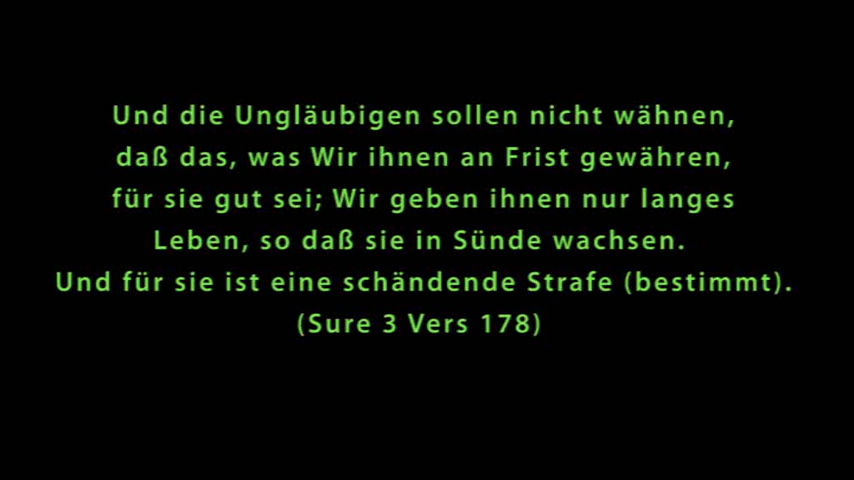 Und die Ungläubigen sollen nicht wähnen,
daß das, was Wir ihnen an Frist gewähren,
für sie gut sei; Wir geben ihnen nur langes
Leben, so daß sie in Sünde wachsen.
Und für sie ist eine schändende Strafe (bestimmt).
(Sure 3 Vers 178)